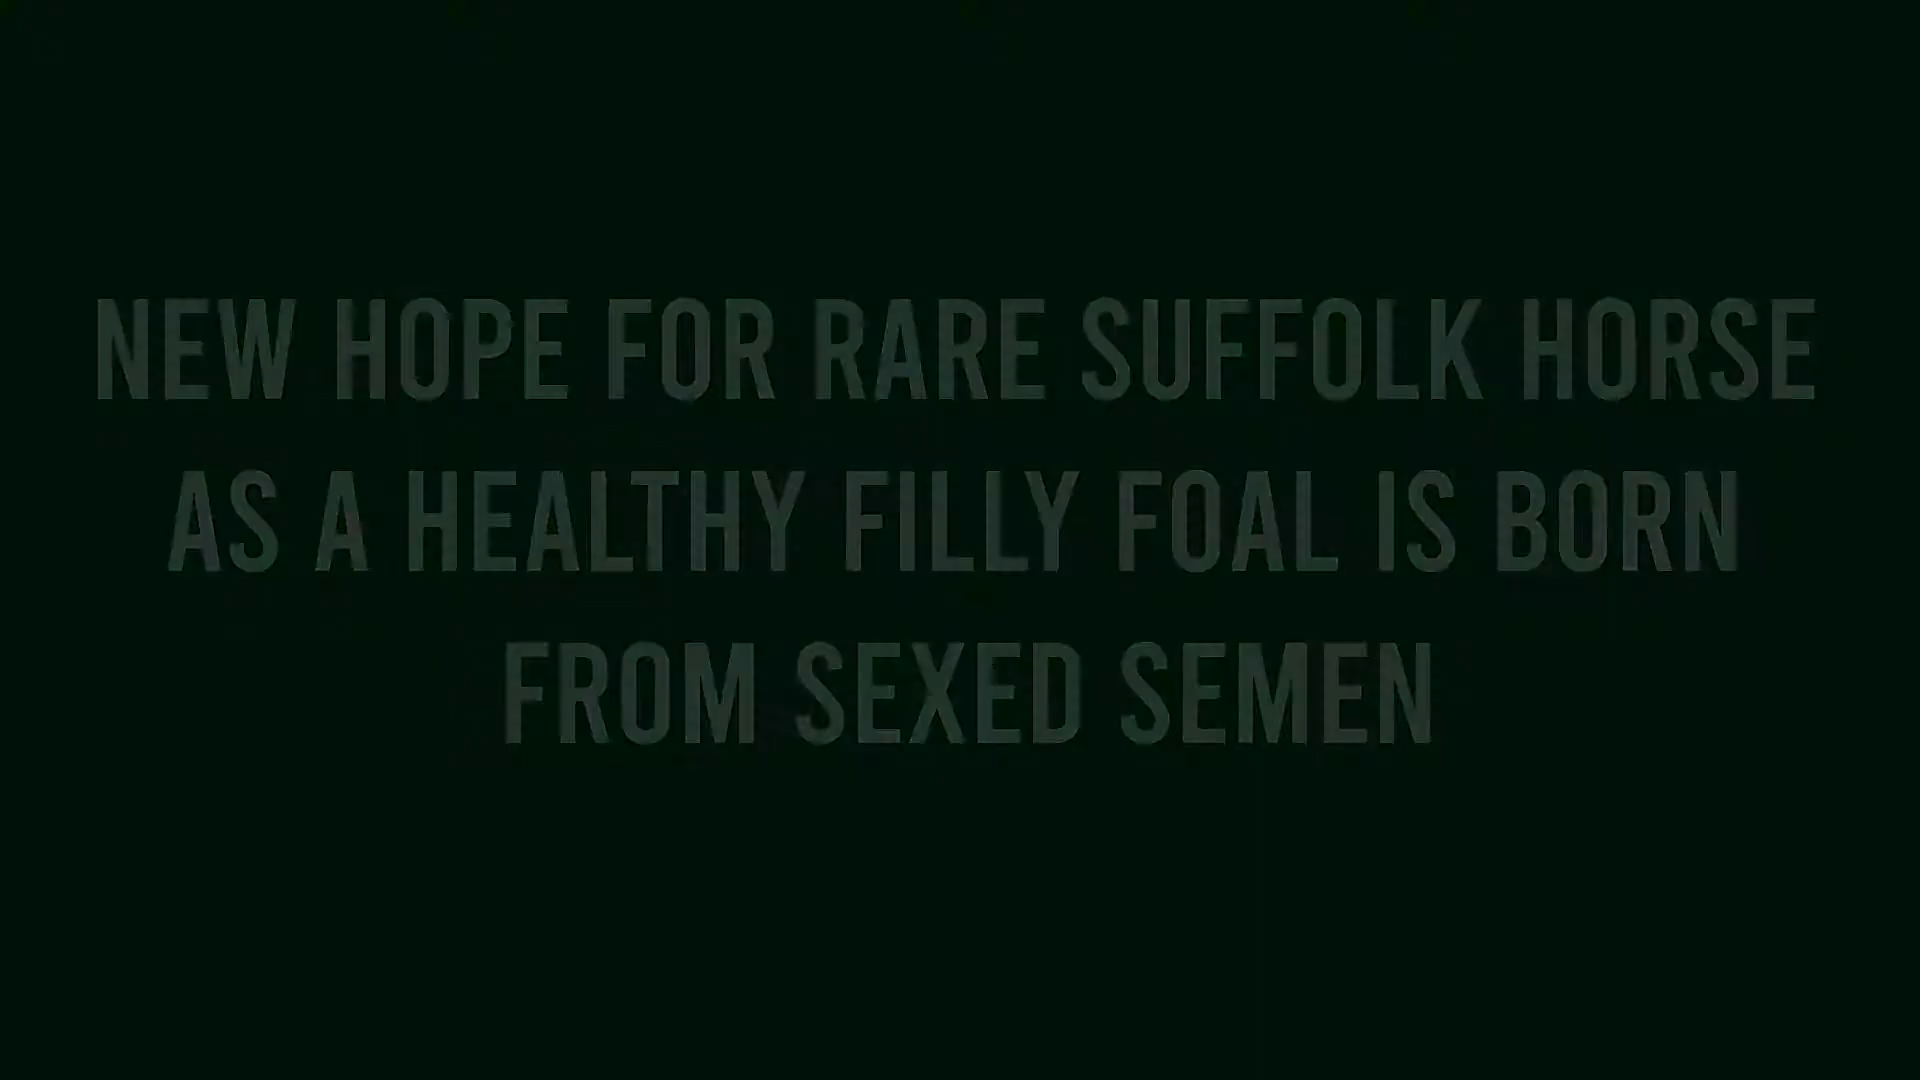 NEW HOPE FOR RARE SUFFOLK HORSE
AS A HEALTHY FILLY FOAL IS BORN
FROM SEXED SEMEN